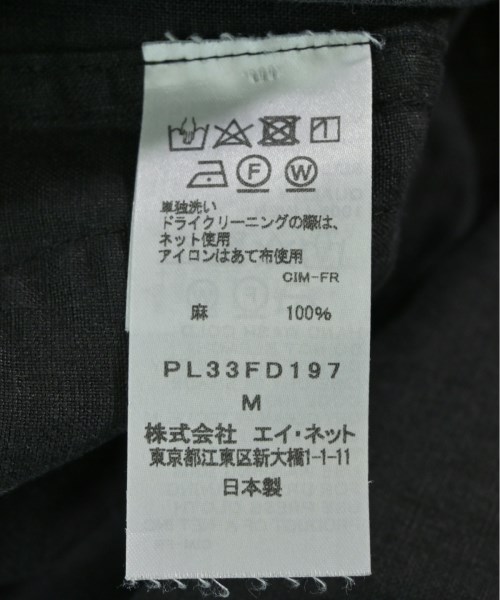 F W
単独洗い
ドライクリーニングの際は、
ネット使用
アイロンはあて布使用
CIM-FR
麻 100%
PL33FD197
M
株式会社 エイ・ネット
東京都江東区新大橋1-1-11
日本製